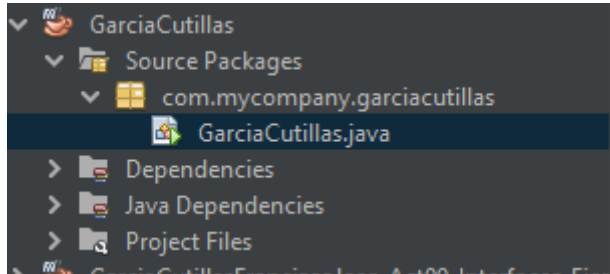 GarciaCutillas
Source Packages
com.mycompany.garciacutillas
GarciaCutillas.java
Dependencies
Java Dependencies
Project Files